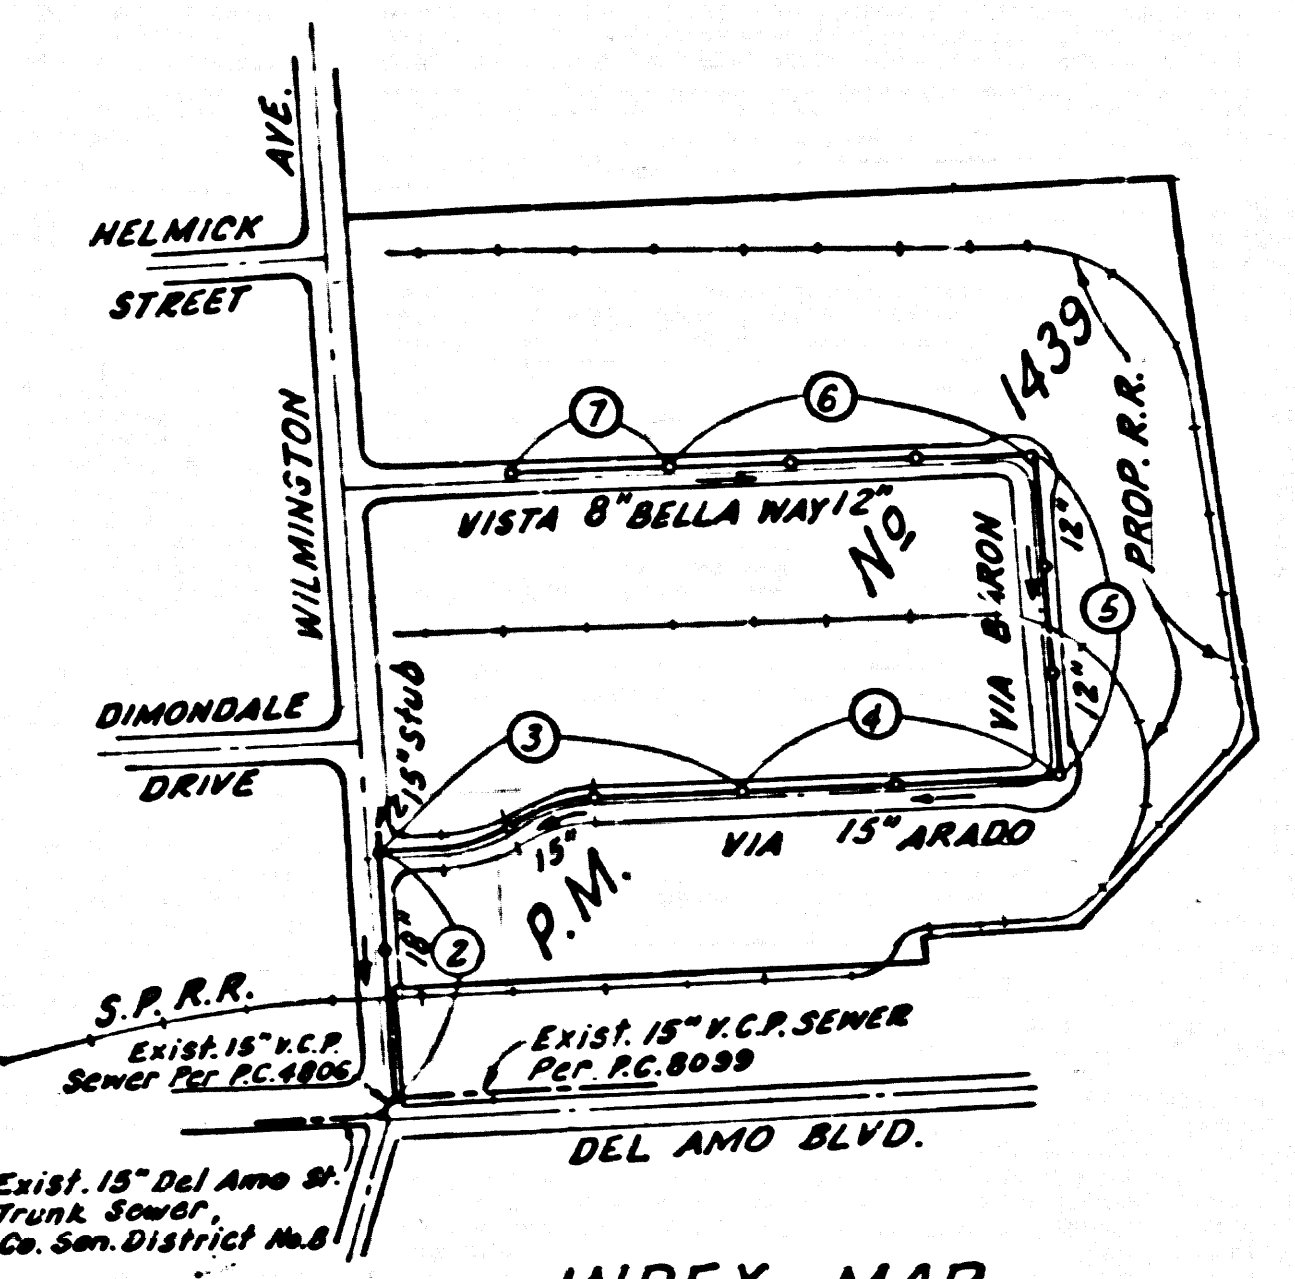 AVE.
HELMICK
STREET
1439
PROP. R.R.
7
6
WILMINGTON
VISTA 8" BELLA WAY 12"
No
12"
VIA BARON
5
12"
DIMONDALE
DRIVE
15" Stub
3
4
15"
VIA 15" ARADO
P.M.
18"
2
S.P. R.R.
Exist. 15" V.C.P.
Sewer Per P.C. 4806
Exist. 15" V.C.P. SEWER
Per. P.C. 8099
DEL AMO BLVD.
Exist. 15" Del Amo St.
Trunk Sewer,
Co. San. District No. 8
INDEX MAP